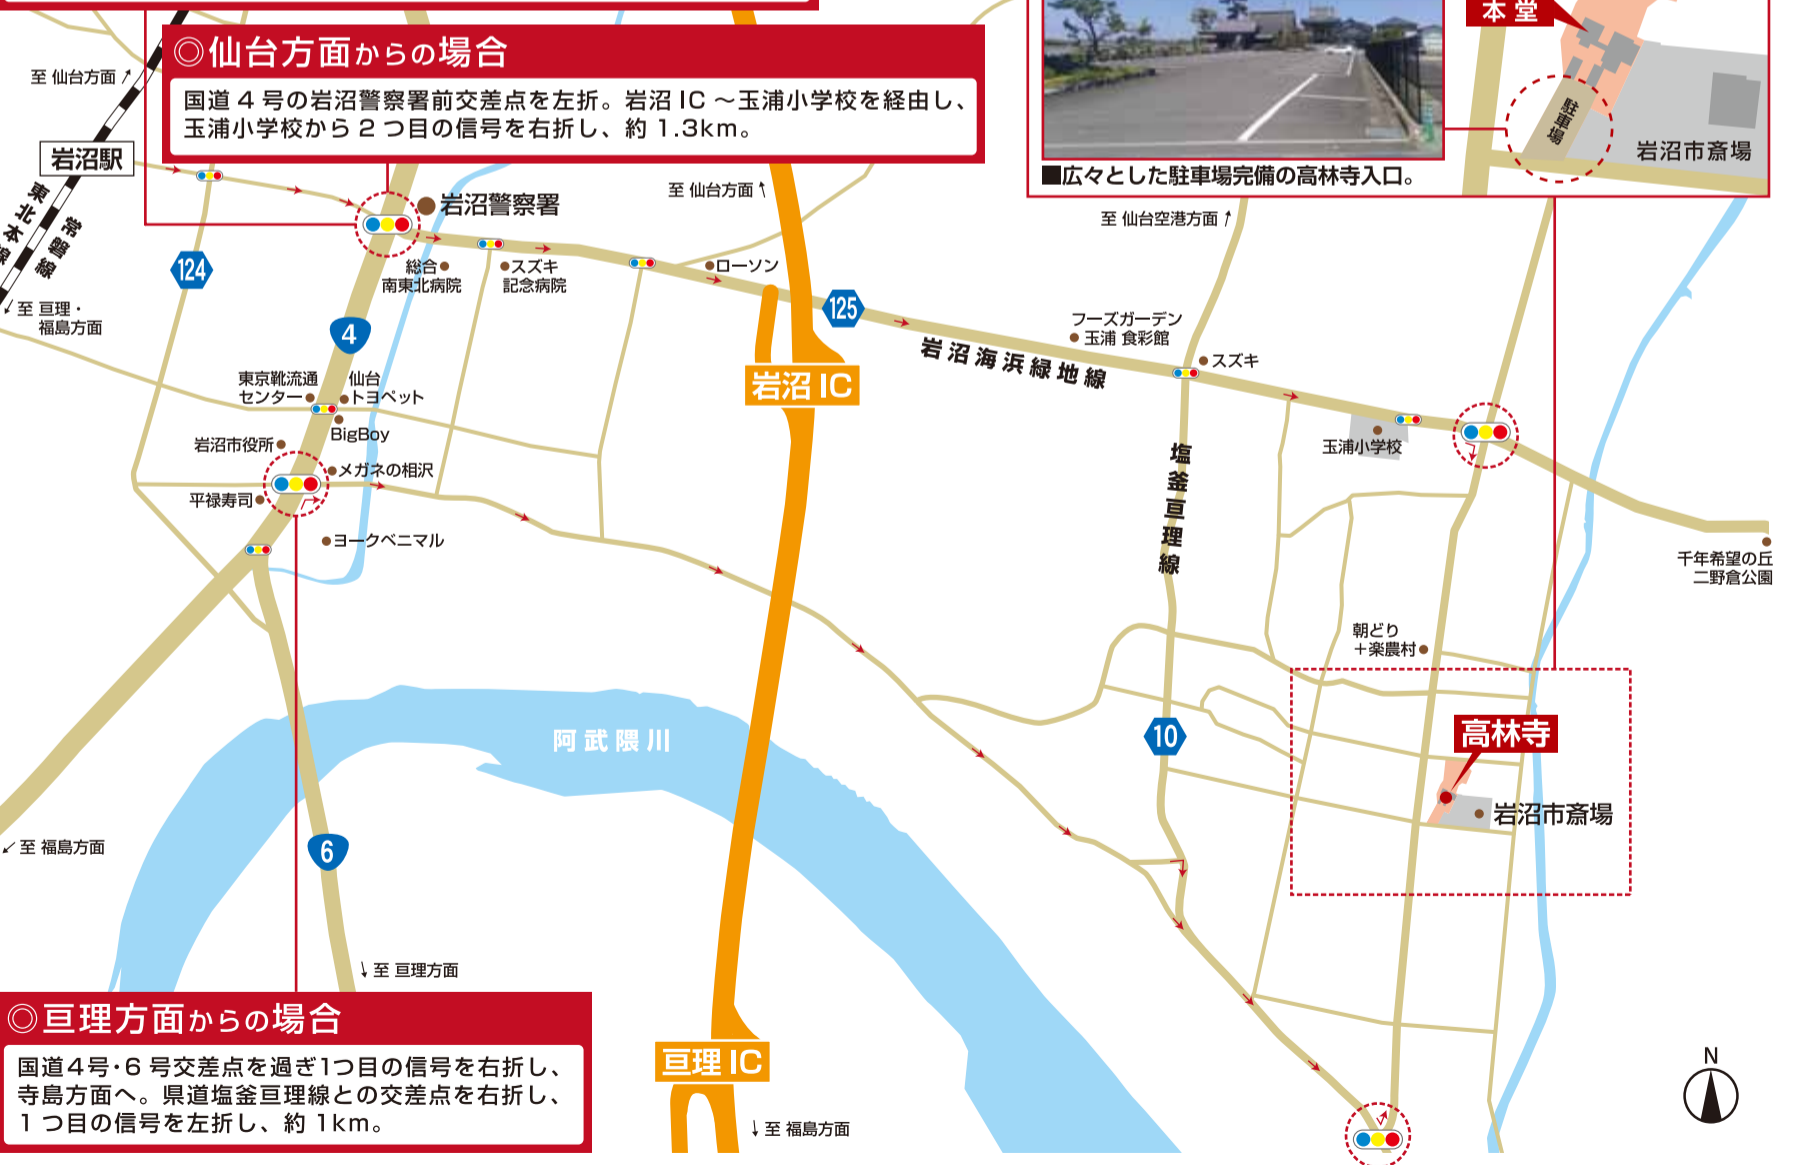 ◎仙台方面からの場合
国道4号の岩沼警察署前交差点を左折。岩沼IC～玉浦小学校を経由し、
玉浦小学校から2つ目の信号を右折し、約1.3km。
本堂
駐車場
岩沼市斎場
■広々とした駐車場完備の高林寺入口。
至 仙台方面↗
岩沼駅
東北本線
常磐線
↙至 亘理・
福島方面
124
岩沼警察署
至 仙台方面↑
至 仙台空港方面↗
総合
南東北病院
スズキ
記念病院
ローソン
125
4
岩沼IC
岩沼海浜緑地線
フーズガーデン
玉浦 食彩館
スズキ
東京靴流通
センター
仙台
トヨペット
BigBoy
岩沼市役所
メガネの相沢
平禄寿司
ヨークベニマル
玉浦小学校
塩釜亘理線
千年希望の丘
二野倉公園
朝どり
＋楽農村
高林寺
岩沼市斎場
10
阿武隈川
↙至 福島方面
6
↓至 亘理方面
◎亘理方面からの場合
国道4号・6号交差点を過ぎ1つ目の信号を右折し、
寺島方面へ。県道塩釜亘理線との交差点を右折し、
1つ目の信号を左折し、約1km。
亘理IC
↓至 福島方面
N